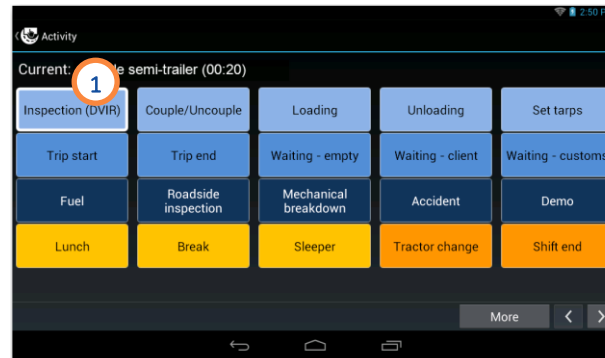 2:50 P
Activity
Current: le semi-trailer (00:20)
1
Inspection (DVIR) Couple/Uncouple Loading Unloading Set tarps
Trip start Trip end Waiting - empty Waiting - client Waiting - customs
Fuel Roadside inspection Mechanical breakdown Accident Demo
Lunch Break Sleeper Tractor change Shift end
More